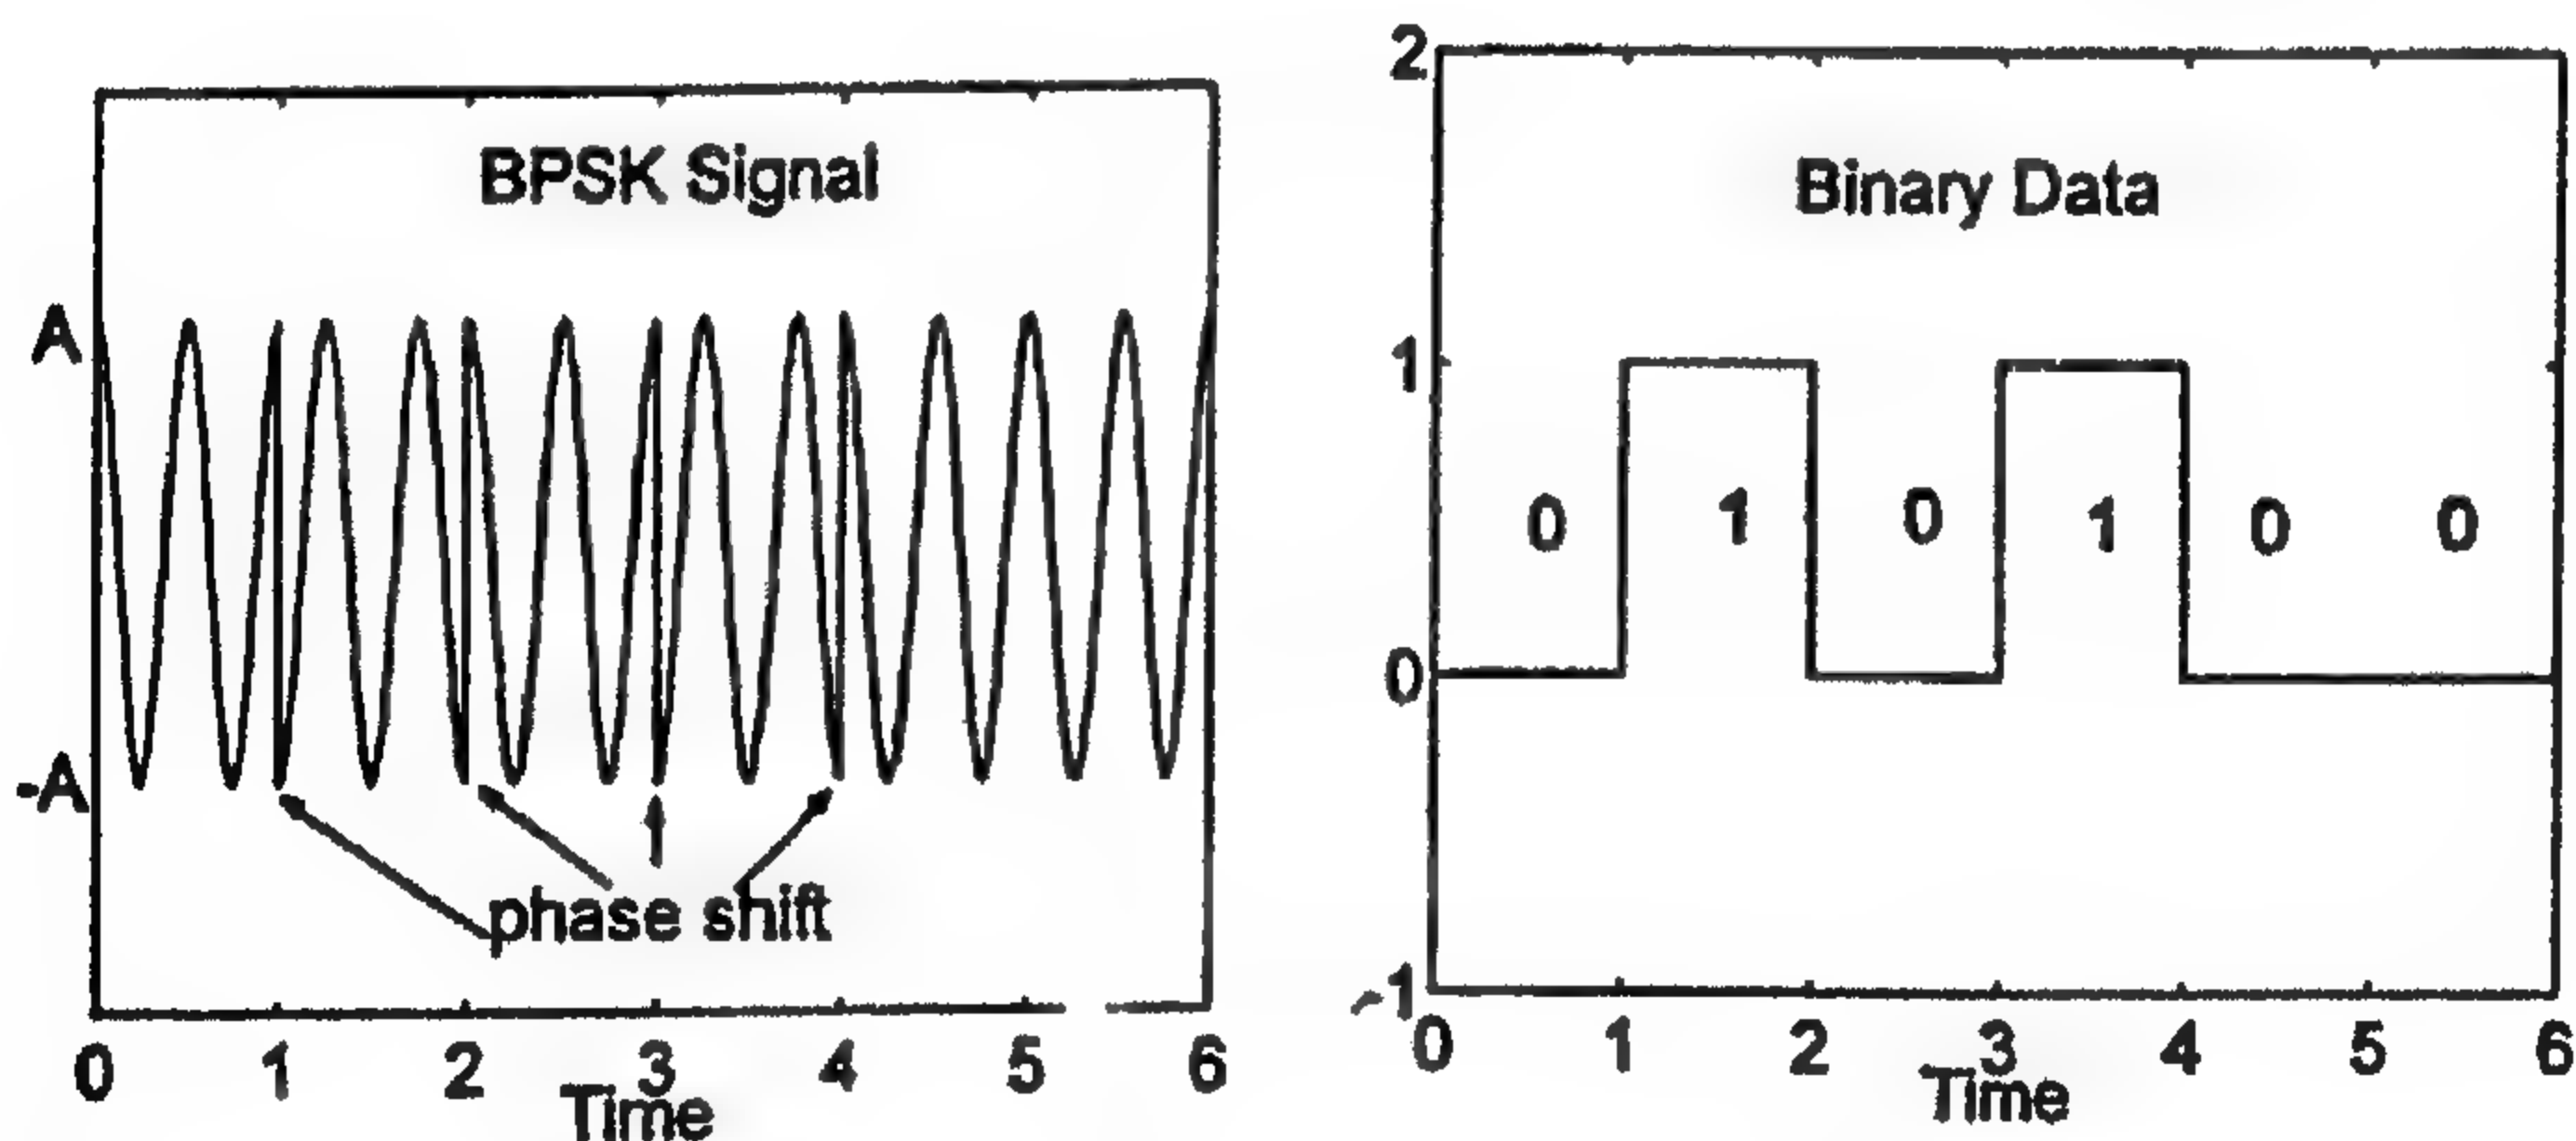 BPSK Signal
A
-A
phase shift
0 1 2 3 4 5 6
Time
2
Binary Data
1
0 1 0 1 0 0
0
-1
0 1 2 3 4 5 6
Time